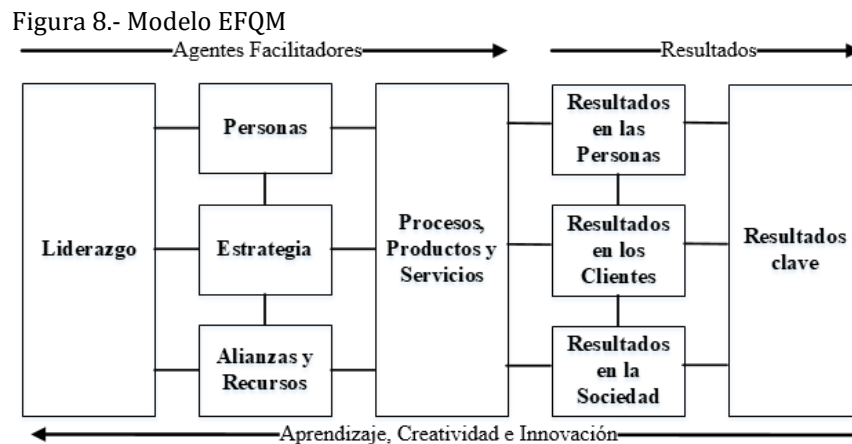 Figura 8.- Modelo EFQM
Agentes Facilitadores
Resultados
Liderazgo
Personas
Estrategia
Alianzas y
Recursos
Procesos,
Productos y
Servicios
Resultados
en las
Personas
Resultados
en los
Clientes
Resultados
en la
Sociedad
Resultados
clave
Aprendizaje, Creatividad e Innovación